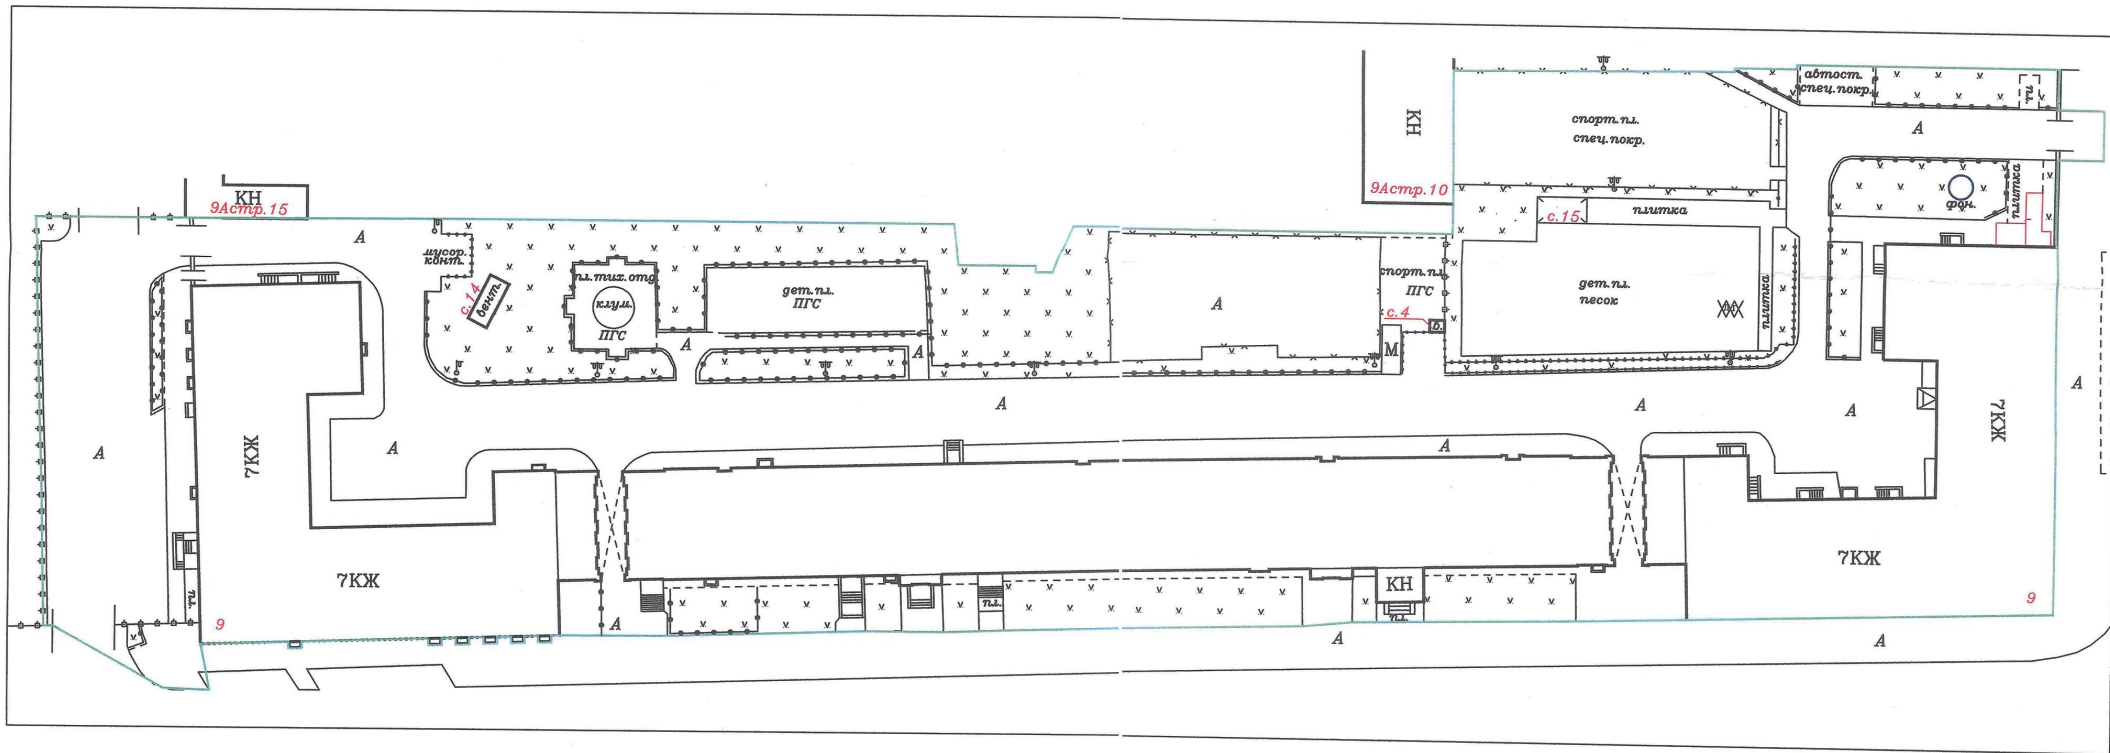 КН
9Астр.15
А
мусор.
конт.
с.14
вент.
пл.тих.отд
клум.
ПГС
дет.пл.
ПГС
А
А
КН
9Астр.10
спорт.пл.
спец.покр.
автост.
спец.покр.
пл.
А
плитка
фон.
с.15
плитка
А
спорт.пл
ПГС
с.4
б.
М
дет.пл.
песок
плитка
А
А
7КЖ
А
А
А
А
А
7КЖ
7КЖ
7КЖ
пл.
9
А
пл.
КН
пл.
А
А
9